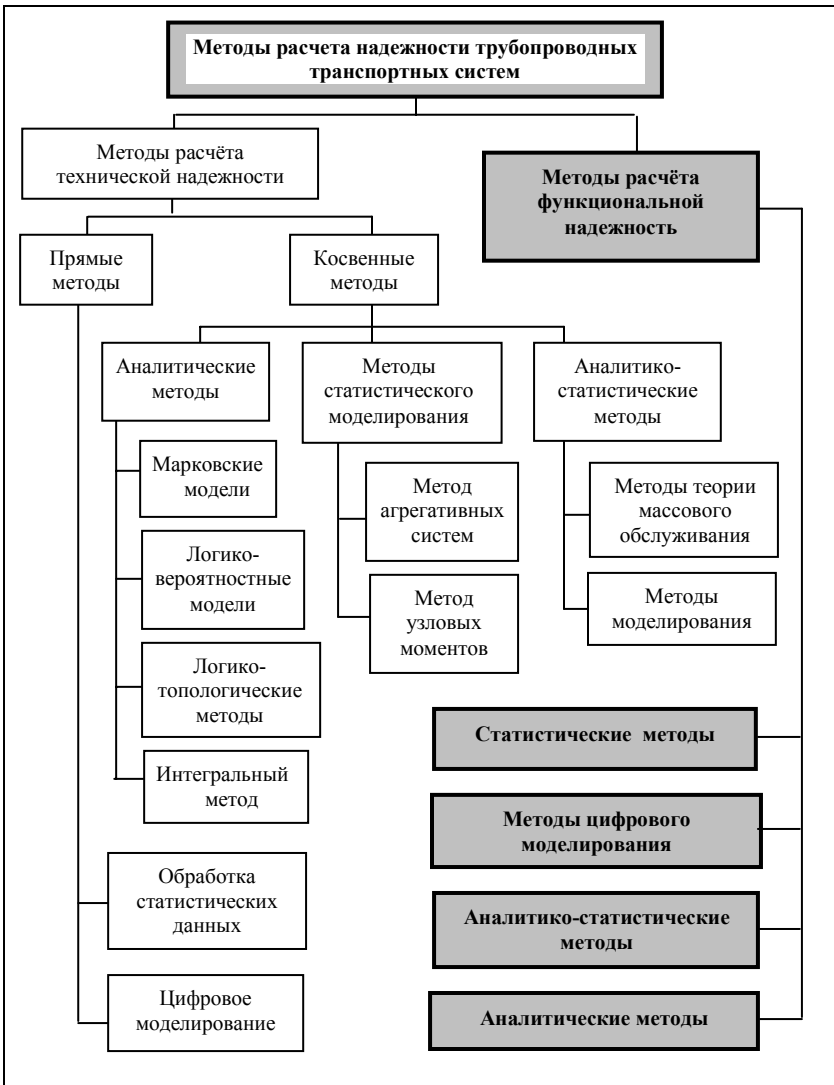 Методы расчета надежности трубопроводных
транспортных систем
Методы расчёта
технической надежности
Методы расчёта
функциональной
надежность
Прямые
методы
Косвенные
методы
Аналитические
методы
Методы
статистического
моделирования
Аналитико-
статистические
методы
Марковские
модели
Метод
агрегативных
систем
Методы теории
массового
обслуживания
Логико-
вероятностные
модели
Метод
узловых
моментов
Методы
моделирования
Логико-
топологические
методы
Интегральный
метод
Статистические методы
Методы цифрового
моделирования
Обработка
статистических
данных
Аналитико-статистические
методы
Цифровое
моделирование
Аналитические методы